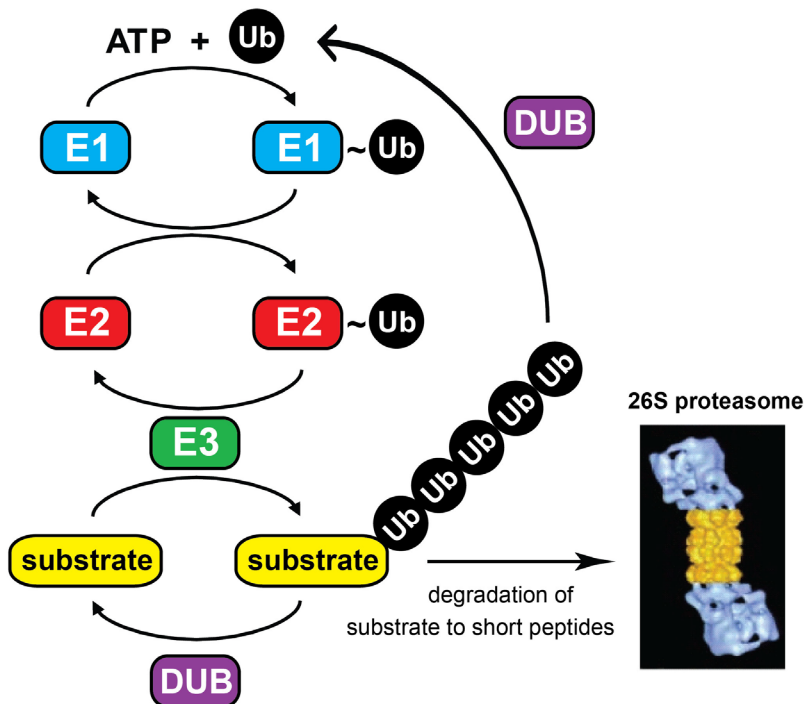 ATP + Ub
DUB
E1
E1 ~ Ub
E2
E2 ~ Ub
E3
Ub
Ub
Ub
Ub
Ub
26S proteasome
substrate
substrate
degradation of
substrate to short peptides
DUB